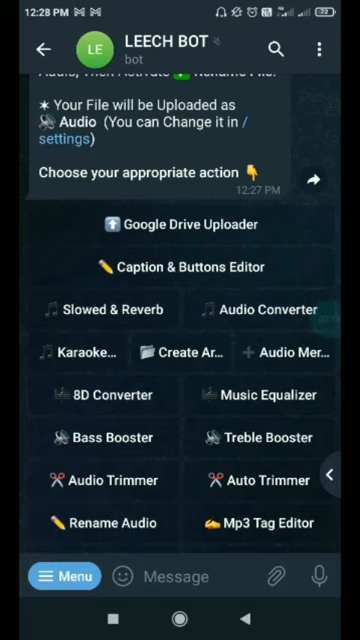 12:28 PM
72
LE
LEECH BOT
bot
Audio, Then Activate ✅ Rename File.
✶ Your File will be Uploaded as
🔊 Audio (You can Change it in /
settings)
Choose your appropriate action 👇
12:27 PM
⬆️ Google Drive Uploader
✏️ Caption & Buttons Editor
🎵 Slowed & Reverb
🎵 Audio Converter
🎵 Karaoke...
📂 Create Ar...
➕ Audio Mer...
🎼 8D Converter
🎼 Music Equalizer
🔊 Bass Booster
🔊 Treble Booster
✂️ Audio Trimmer
✂️ Auto Trimmer
✏️ Rename Audio
✍️ Mp3 Tag Editor
Menu
Message